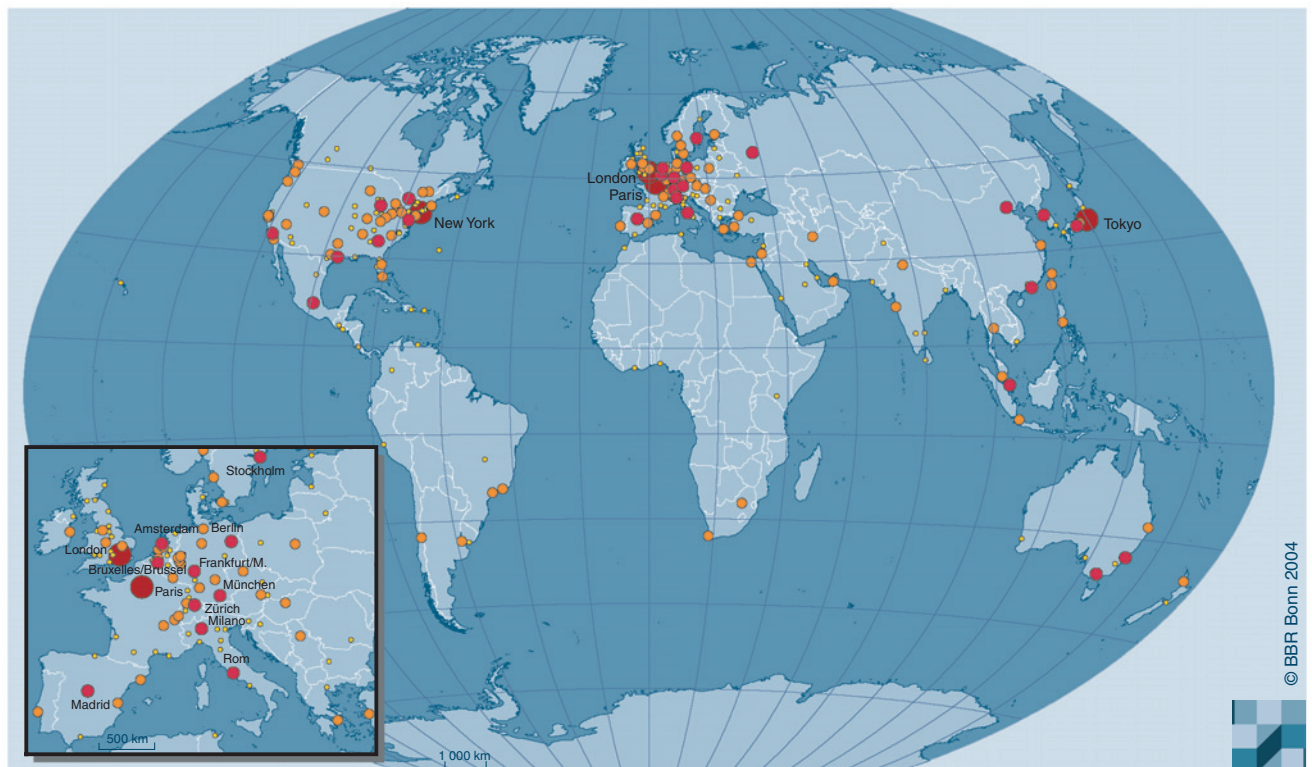 London
Paris
New York
Tokyo
Stockholm
Amsterdam
Berlin
London
Bruxelles/Brüssel
Frankfurt/M.
Paris
München
Zürich
Milano
Rom
Madrid
500 km
1 000 km
© BBR Bonn 2004